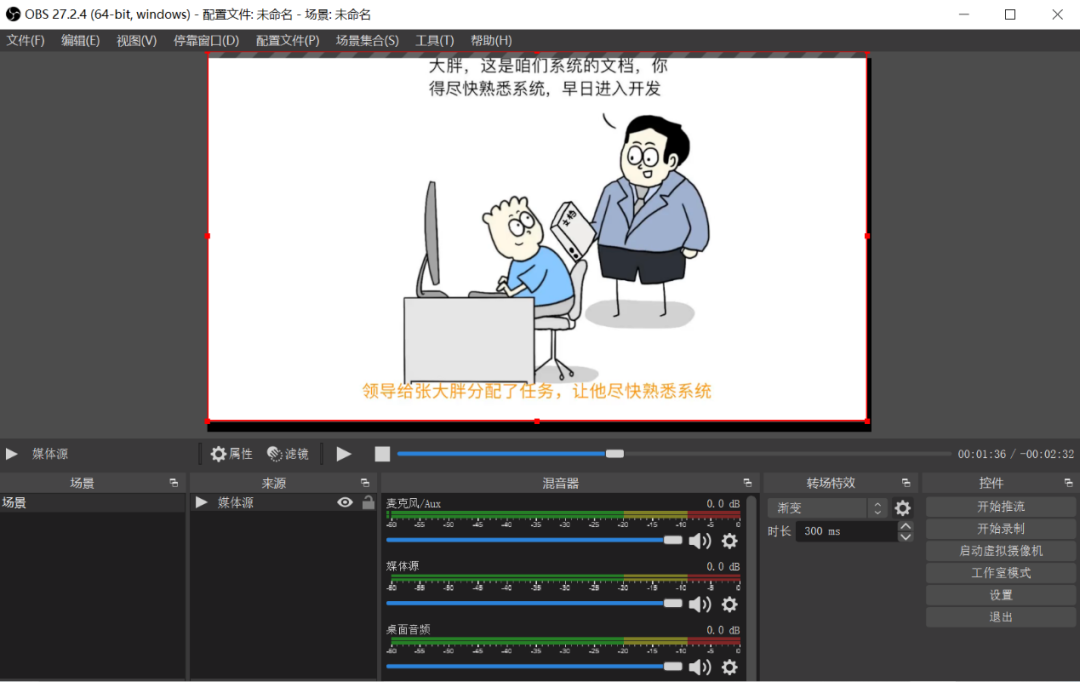 OBS 27.2.4 (64-bit, windows) - 配置文件: 未命名 - 场景: 未命名
文件(F) 编辑(E) 视图(V) 停靠窗口(D) 配置文件(P) 场景集合(S) 工具(T) 帮助(H)
大胖，这是咱们系统的文档，你
得尽快熟悉系统，早日进入开发
文档
领导给张大胖分配了任务，让他尽快熟悉系统
媒体源 属性 滤镜 00:01:36 / -00:02:32
场景 来源 混音器 转场特效 控件
场景
媒体源
麦克风/Aux 0.0 dB
-60 -55 -50 -45 -40 -35 -30 -25 -20 -15 -10 -5 0
媒体源 0.0 dB
-60 -55 -50 -45 -40 -35 -30 -25 -20 -15 -10 -5 0
桌面音频 0.0 dB
-60 -55 -50 -45 -40 -35 -30 -25 -20 -15 -10 -5 0
渐变
时长 300 ms
开始推流
开始录制
启动虚拟摄像机
工作室模式
设置
退出